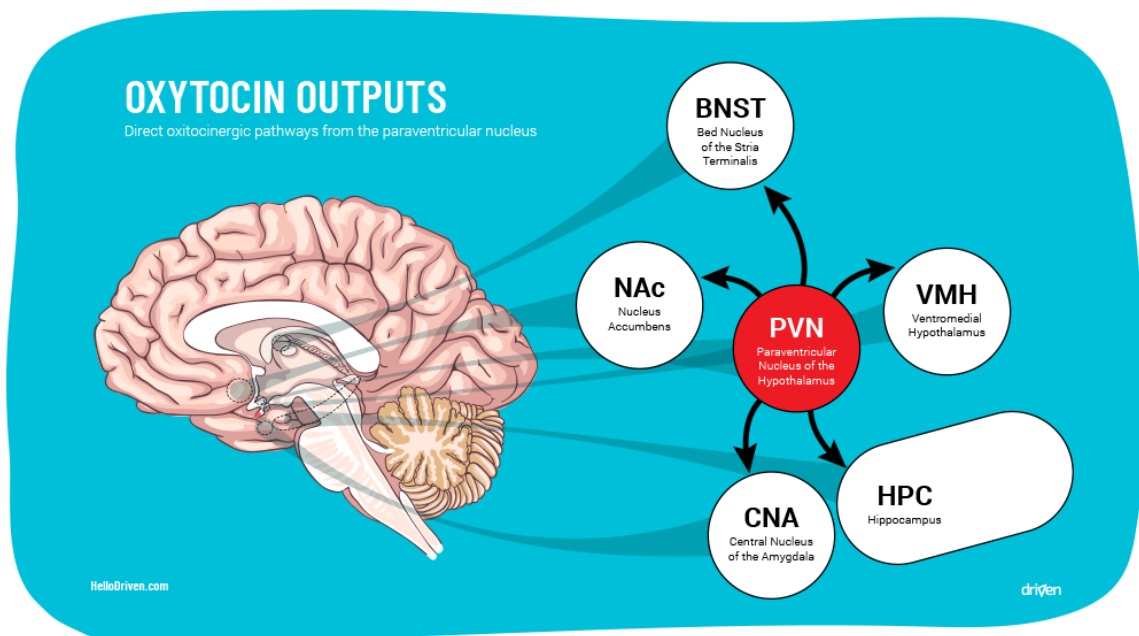 OXYTOCIN OUTPUTS
Direct oxitocinergic pathways from the paraventricular nucleus
BNST
Bed Nucleus
of the Stria
Terminalis
NAc
Nucleus
Accumbens
VMH
Ventromedial
Hypothalamus
PVN
Paraventricular
Nucleus of the
Hypothalamus
CNA
Central Nucleus
of the Amygdala
HPC
Hippocampus
HelloDriven.com
driven